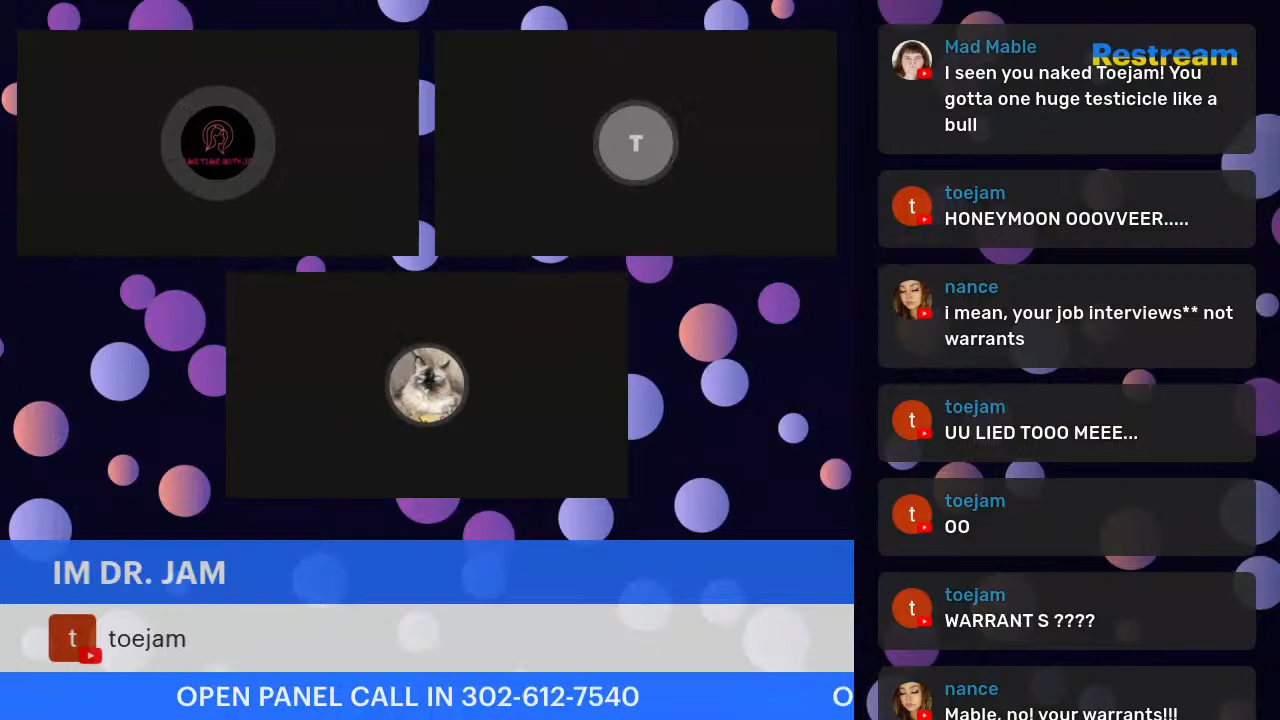 T
IM DR. JAM
t toejam
OPEN PANEL CALL IN 302-612-7540
O
Restream
Mad Mable
I seen you naked Toejam! You
gotta one huge testicicle like a
bull
t toejam
HONEYMOON OOOVVEER.....
nance
i mean, your job interviews** not
warrants
t toejam
UU LIED TOOO MEEE...
t toejam
OO
t toejam
WARRANT S ????
nance
Mable, no! your warrants!!!